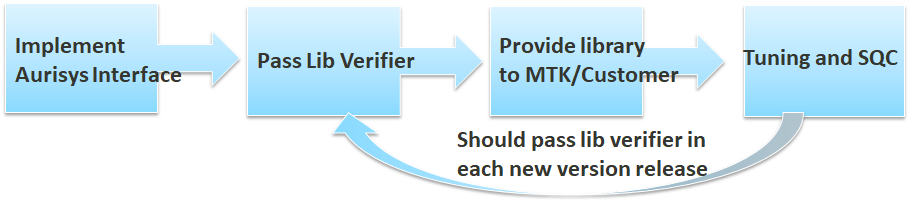 Implement
Aurisys Interface
Pass Lib Verifier
Provide library
to MTK/Customer
Tuning and SQC
Should pass lib verifier in
each new version release